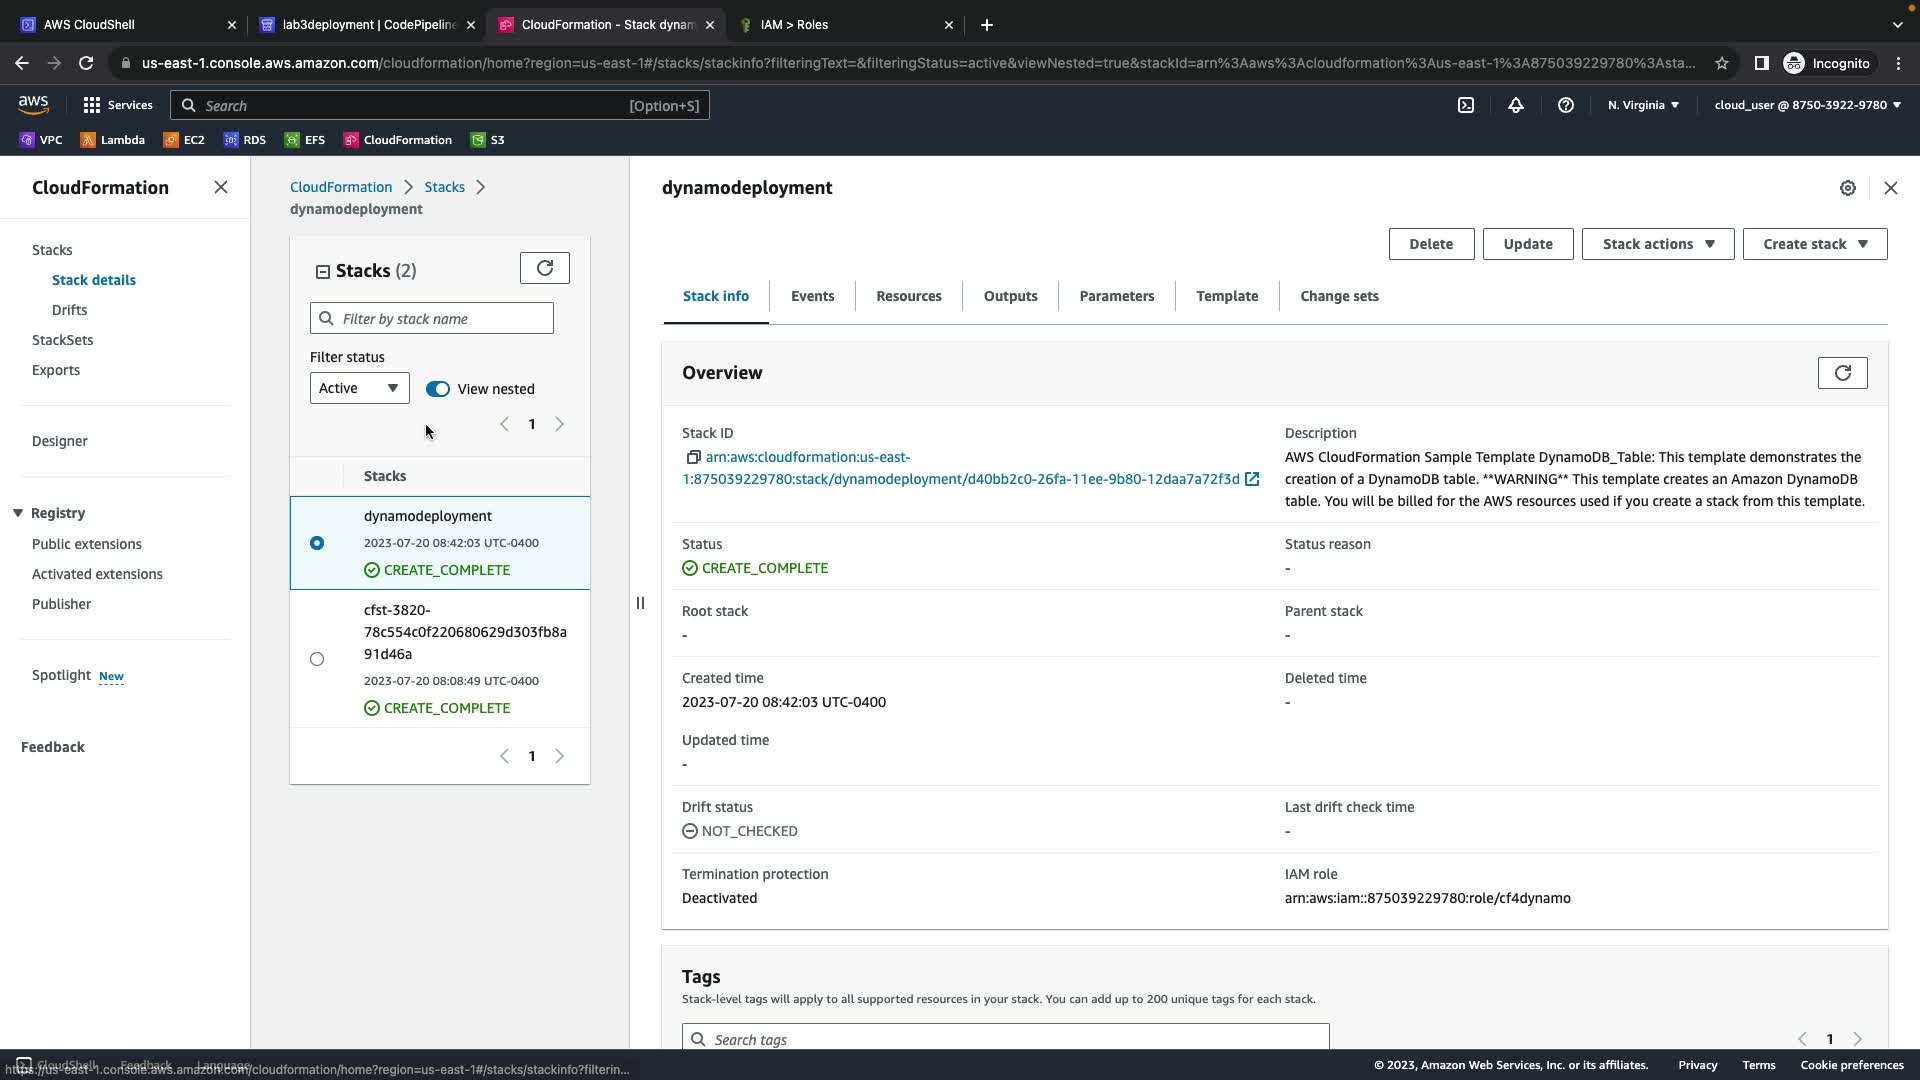 AWS CloudShell
lab3deployment | CodePipeline
CloudFormation - Stack dynam
IAM > Roles
us-east-1.console.aws.amazon.com/cloudformation/home?region=us-east-1#/stacks/stackinfo?filteringText=&filteringStatus=active&viewNested=true&stackId=arn%3Aaws%3Acloudformation%3Aus-east-1%3A875039229780%3Asta...
Incognito
aws
Services
Search
[Option+S]
N. Virginia
cloud_user @ 8750-3922-9780
VPC
Lambda
EC2
RDS
EFS
CloudFormation
S3
CloudFormation
Stacks
Stack details
Drifts
StackSets
Exports
Designer
Registry
Public extensions
Activated extensions
Publisher
Spotlight New
Feedback
CloudFormation > Stacks >
dynamodeployment
Stacks (2)
Filter by stack name
Filter status
Active
View nested
1
Stacks
dynamodeployment
2023-07-20 08:42:03 UTC-0400
CREATE_COMPLETE
cfst-3820-
78c554c0f220680629d303fb8a
91d46a
2023-07-20 08:08:49 UTC-0400
CREATE_COMPLETE
1
dynamodeployment
Delete
Update
Stack actions
Create stack
Stack info
Events
Resources
Outputs
Parameters
Template
Change sets
Overview
Stack ID
arn:aws:cloudformation:us-east-
1:875039229780:stack/dynamodeployment/d40bb2c0-26fa-11ee-9b80-12daa7a72f3d
Description
AWS CloudFormation Sample Template DynamoDB_Table: This template demonstrates the
creation of a DynamoDB table. **WARNING** This template creates an Amazon DynamoDB
table. You will be billed for the AWS resources used if you create a stack from this template.
Status
CREATE_COMPLETE
Status reason
-
Root stack
-
Parent stack
-
Created time
2023-07-20 08:42:03 UTC-0400
Deleted time
-
Updated time
-
Drift status
NOT_CHECKED
Last drift check time
-
Termination protection
Deactivated
IAM role
arn:aws:iam::875039229780:role/cf4dynamo
Tags
Stack-level tags will apply to all supported resources in your stack. You can add up to 200 unique tags for each stack.
Search tags
1
CloudShell
Feedback
Language
https://us-east-1.console.aws.amazon.com/cloudformation/home?region=us-east-1#/stacks/stackinfo?filterin...
© 2023, Amazon Web Services, Inc. or its affiliates.
Privacy
Terms
Cookie preferences